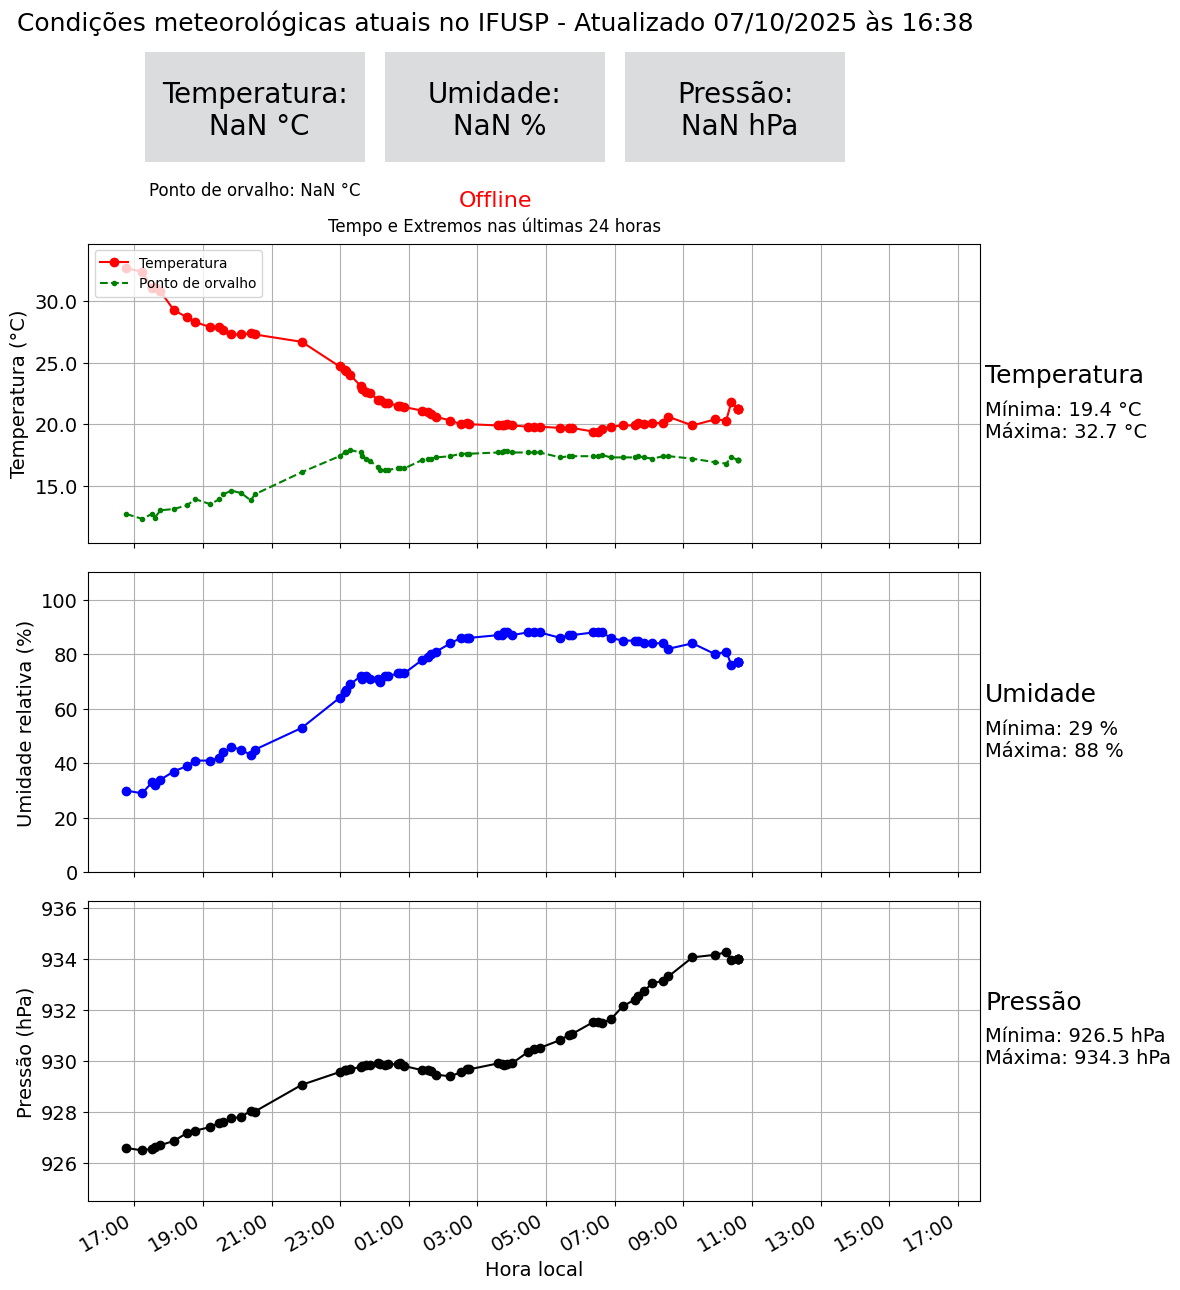 Condições meteorológicas atuais no IFUSP - Atualizado 07/10/2025 às 16:38
Temperatura:
NaN °C
Umidade:
NaN %
Pressão:
NaN hPa
Ponto de orvalho: NaN °C
Offline
Tempo e Extremos nas últimas 24 horas
Temperatura
Ponto de orvalho
Temperatura (°C)
30.0
25.0
20.0
15.0
Temperatura
Mínima: 19.4 °C
Máxima: 32.7 °C
Umidade relativa (%)
100
80
60
40
20
0
Umidade
Mínima: 29 %
Máxima: 88 %
Pressão (hPa)
936
934
932
930
928
926
Pressão
Mínima: 926.5 hPa
Máxima: 934.3 hPa
17:00 19:00 21:00 23:00 01:00 03:00 05:00 07:00 09:00 11:00 13:00 15:00 17:00
Hora local